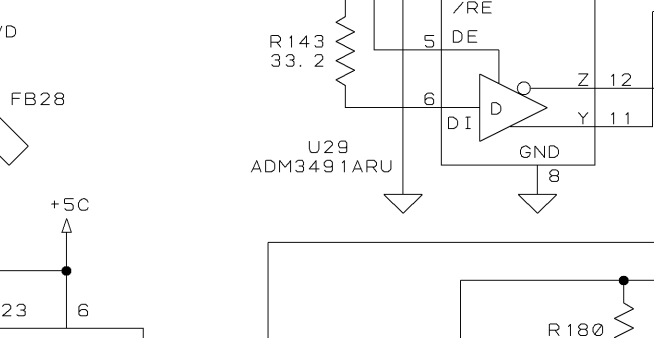 /RE
5 DE
R143
33.2
Z 12
FB28
6
D
DI
Y 11
U29
ADM3491ARU
GND
8
+5C
23 6
R180